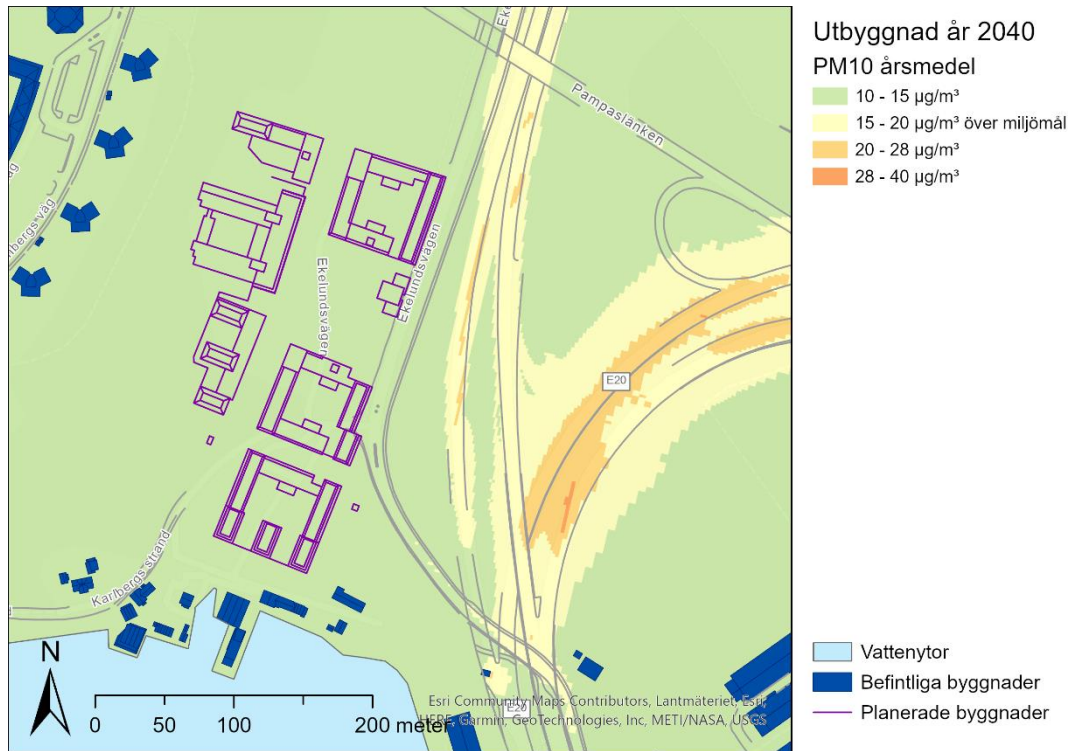 Utbyggnad år 2040
PM10 årsmedel
10 - 15 µg/m³
15 - 20 µg/m³ över miljömål
20 - 28 µg/m³
28 - 40 µg/m³
Pampaslänken
Ekelundsvägen
Ekelundsvägen
E20
Karlbergs strand
N
0 50 100 200 meter
Esri Community Maps Contributors, Lantmäteriet, Esri,
HERE, Garmin, GeoTechnologies, Inc, METI/NASA, USGS
E20
Vattenytor
Befintliga byggnader
Planerade byggnader